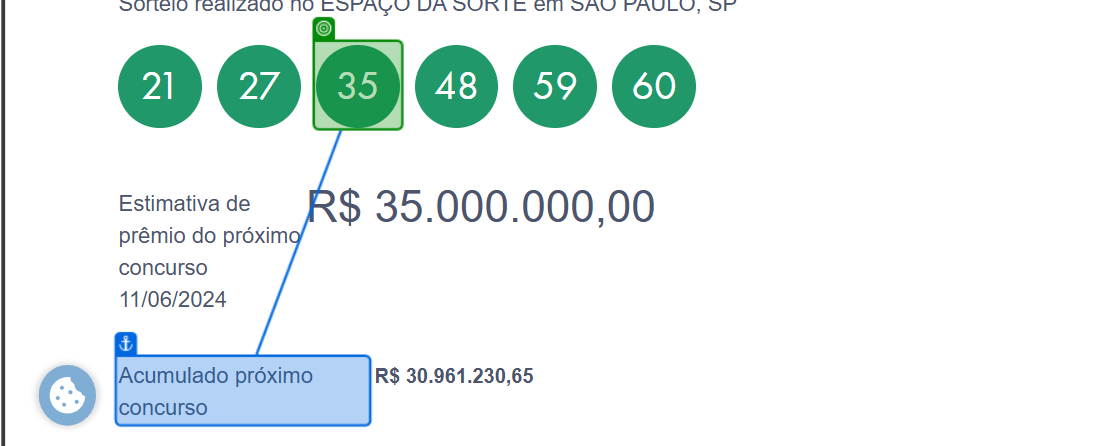 Sorteio realizado no ESPAÇO DA SORTE em SÃO PAULO, SP
21 27 35 48 59 60
Estimativa de
prêmio do próximo
concurso
11/06/2024
R$ 35.000.000,00
Acumulado próximo
concurso
R$ 30.961.230,65